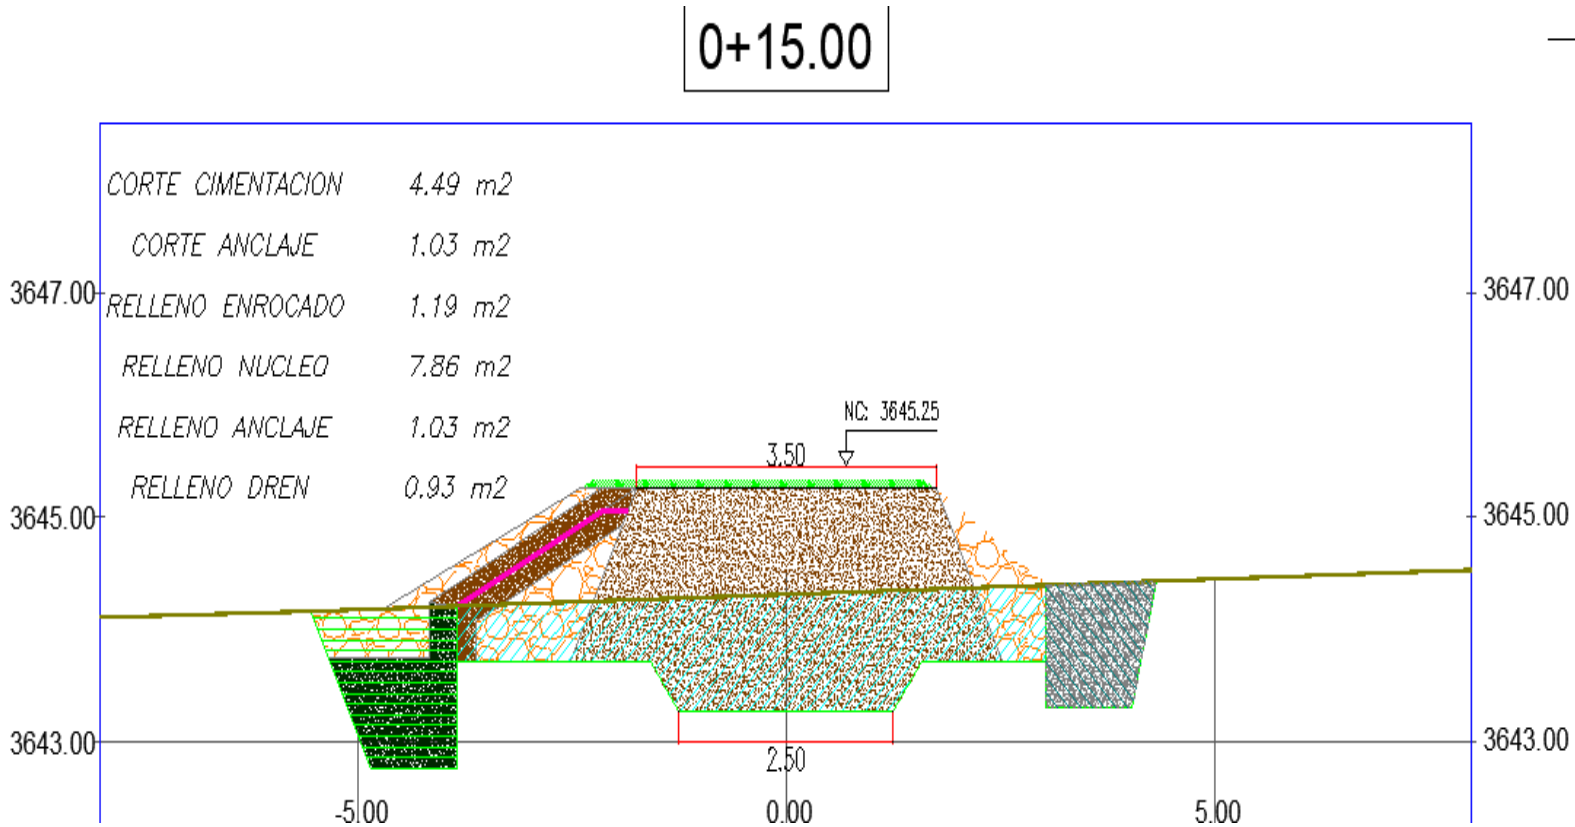 0+15.00
CORTE CIMENTACION 4.49 m2
CORTE ANCLAJE 1.03 m2
3647.00 3647.00
RELLENO ENROCADO 1.19 m2
RELLENO NUCLEO 7.86 m2
NC: 3645.25
RELLENO ANCLAJE 1.03 m2
3.50
RELLENO DREN 0.93 m2
3645.00 3645.00
3643.00 3643.00
2.50
-5.00 0.00 5.00